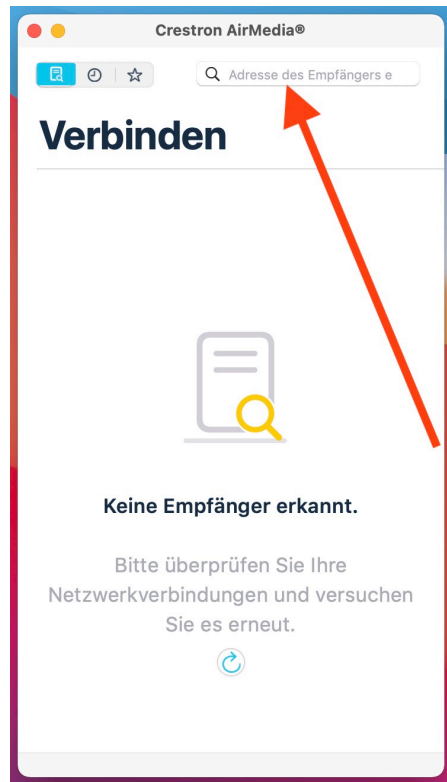 Crestron AirMedia®
Adresse des Empfängers e
Verbinden
Keine Empfänger erkannt.
Bitte überprüfen Sie Ihre
Netzwerkverbindungen und versuchen
Sie es erneut.